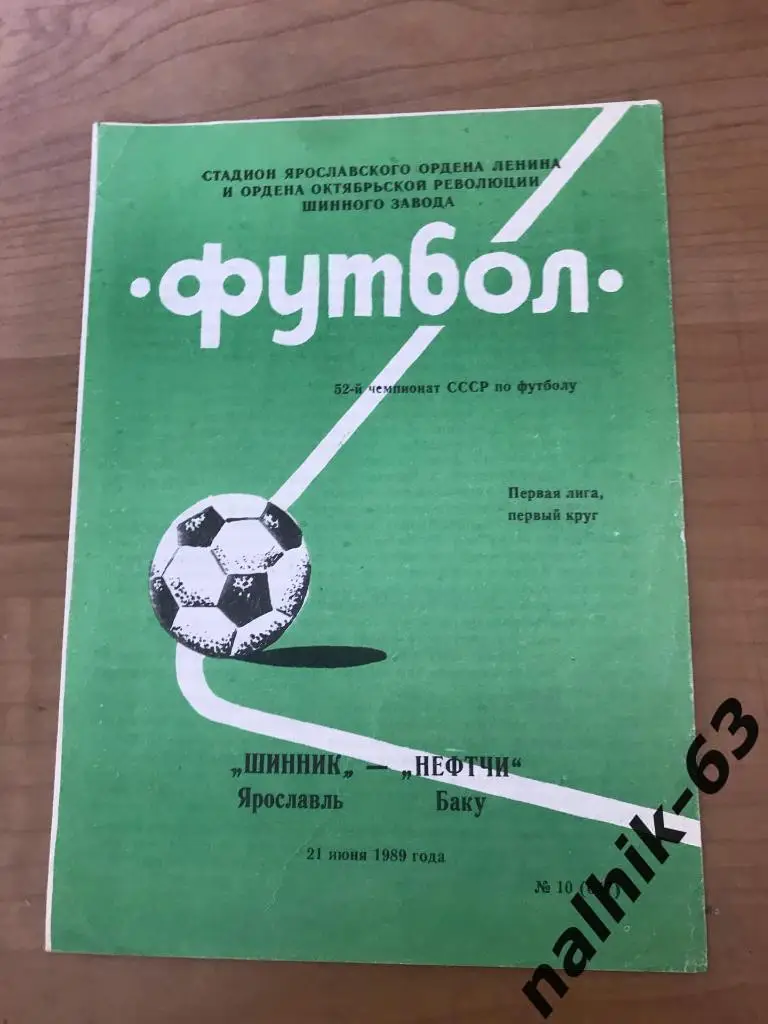 СТАДИОН ЯРОСЛАВСКОГО ОРДЕНА ЛЕНИНА
И ОРДЕНА ОКТЯБРЬСКОЙ РЕВОЛЮЦИИ
ШИННОГО ЗАВОДА
·футбол·
52-й чемпионат СССР по футболу
Первая лига,
первый круг
„ШИННИК„ — „НЕФТЧИ“
Ярославль Баку
21 июня 1989 года
№ 10
nalhik-63